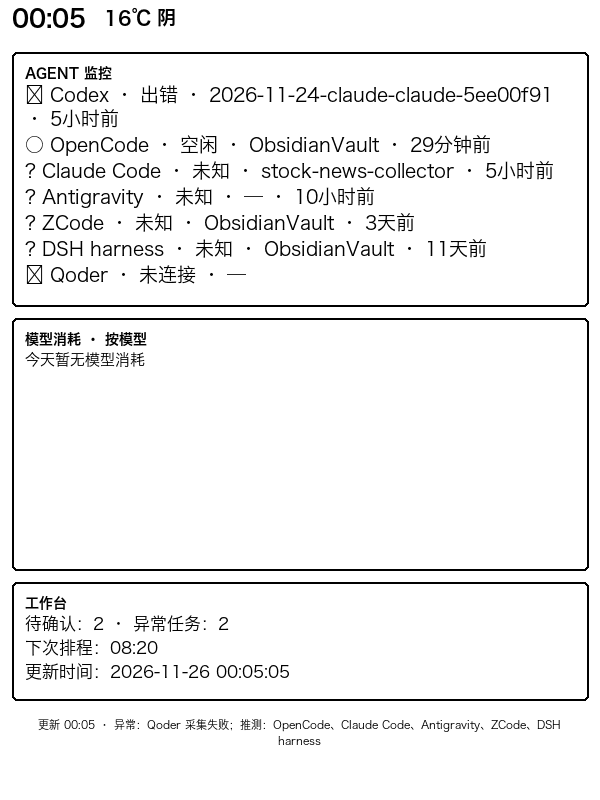 00:05 16℃ 阴
AGENT 监控
☒ Codex · 出错 · 2026-11-24-claude-claude-5ee00f91
· 5小时前
○ OpenCode · 空闲 · ObsidianVault · 29分钟前
? Claude Code · 未知 · stock-news-collector · 5小时前
? Antigravity · 未知 · — · 10小时前
? ZCode · 未知 · ObsidianVault · 3天前
? DSH harness · 未知 · ObsidianVault · 11天前
☒ Qoder · 未连接 · —
模型消耗 · 按模型
今天暂无模型消耗
工作台
待确认：2 · 异常任务：2
下次排程：08:20
更新时间：2026-11-26 00:05:05
更新 00:05 · 异常：Qoder 采集失败；推测：OpenCode、Claude Code、Antigravity、ZCode、DSH
harness